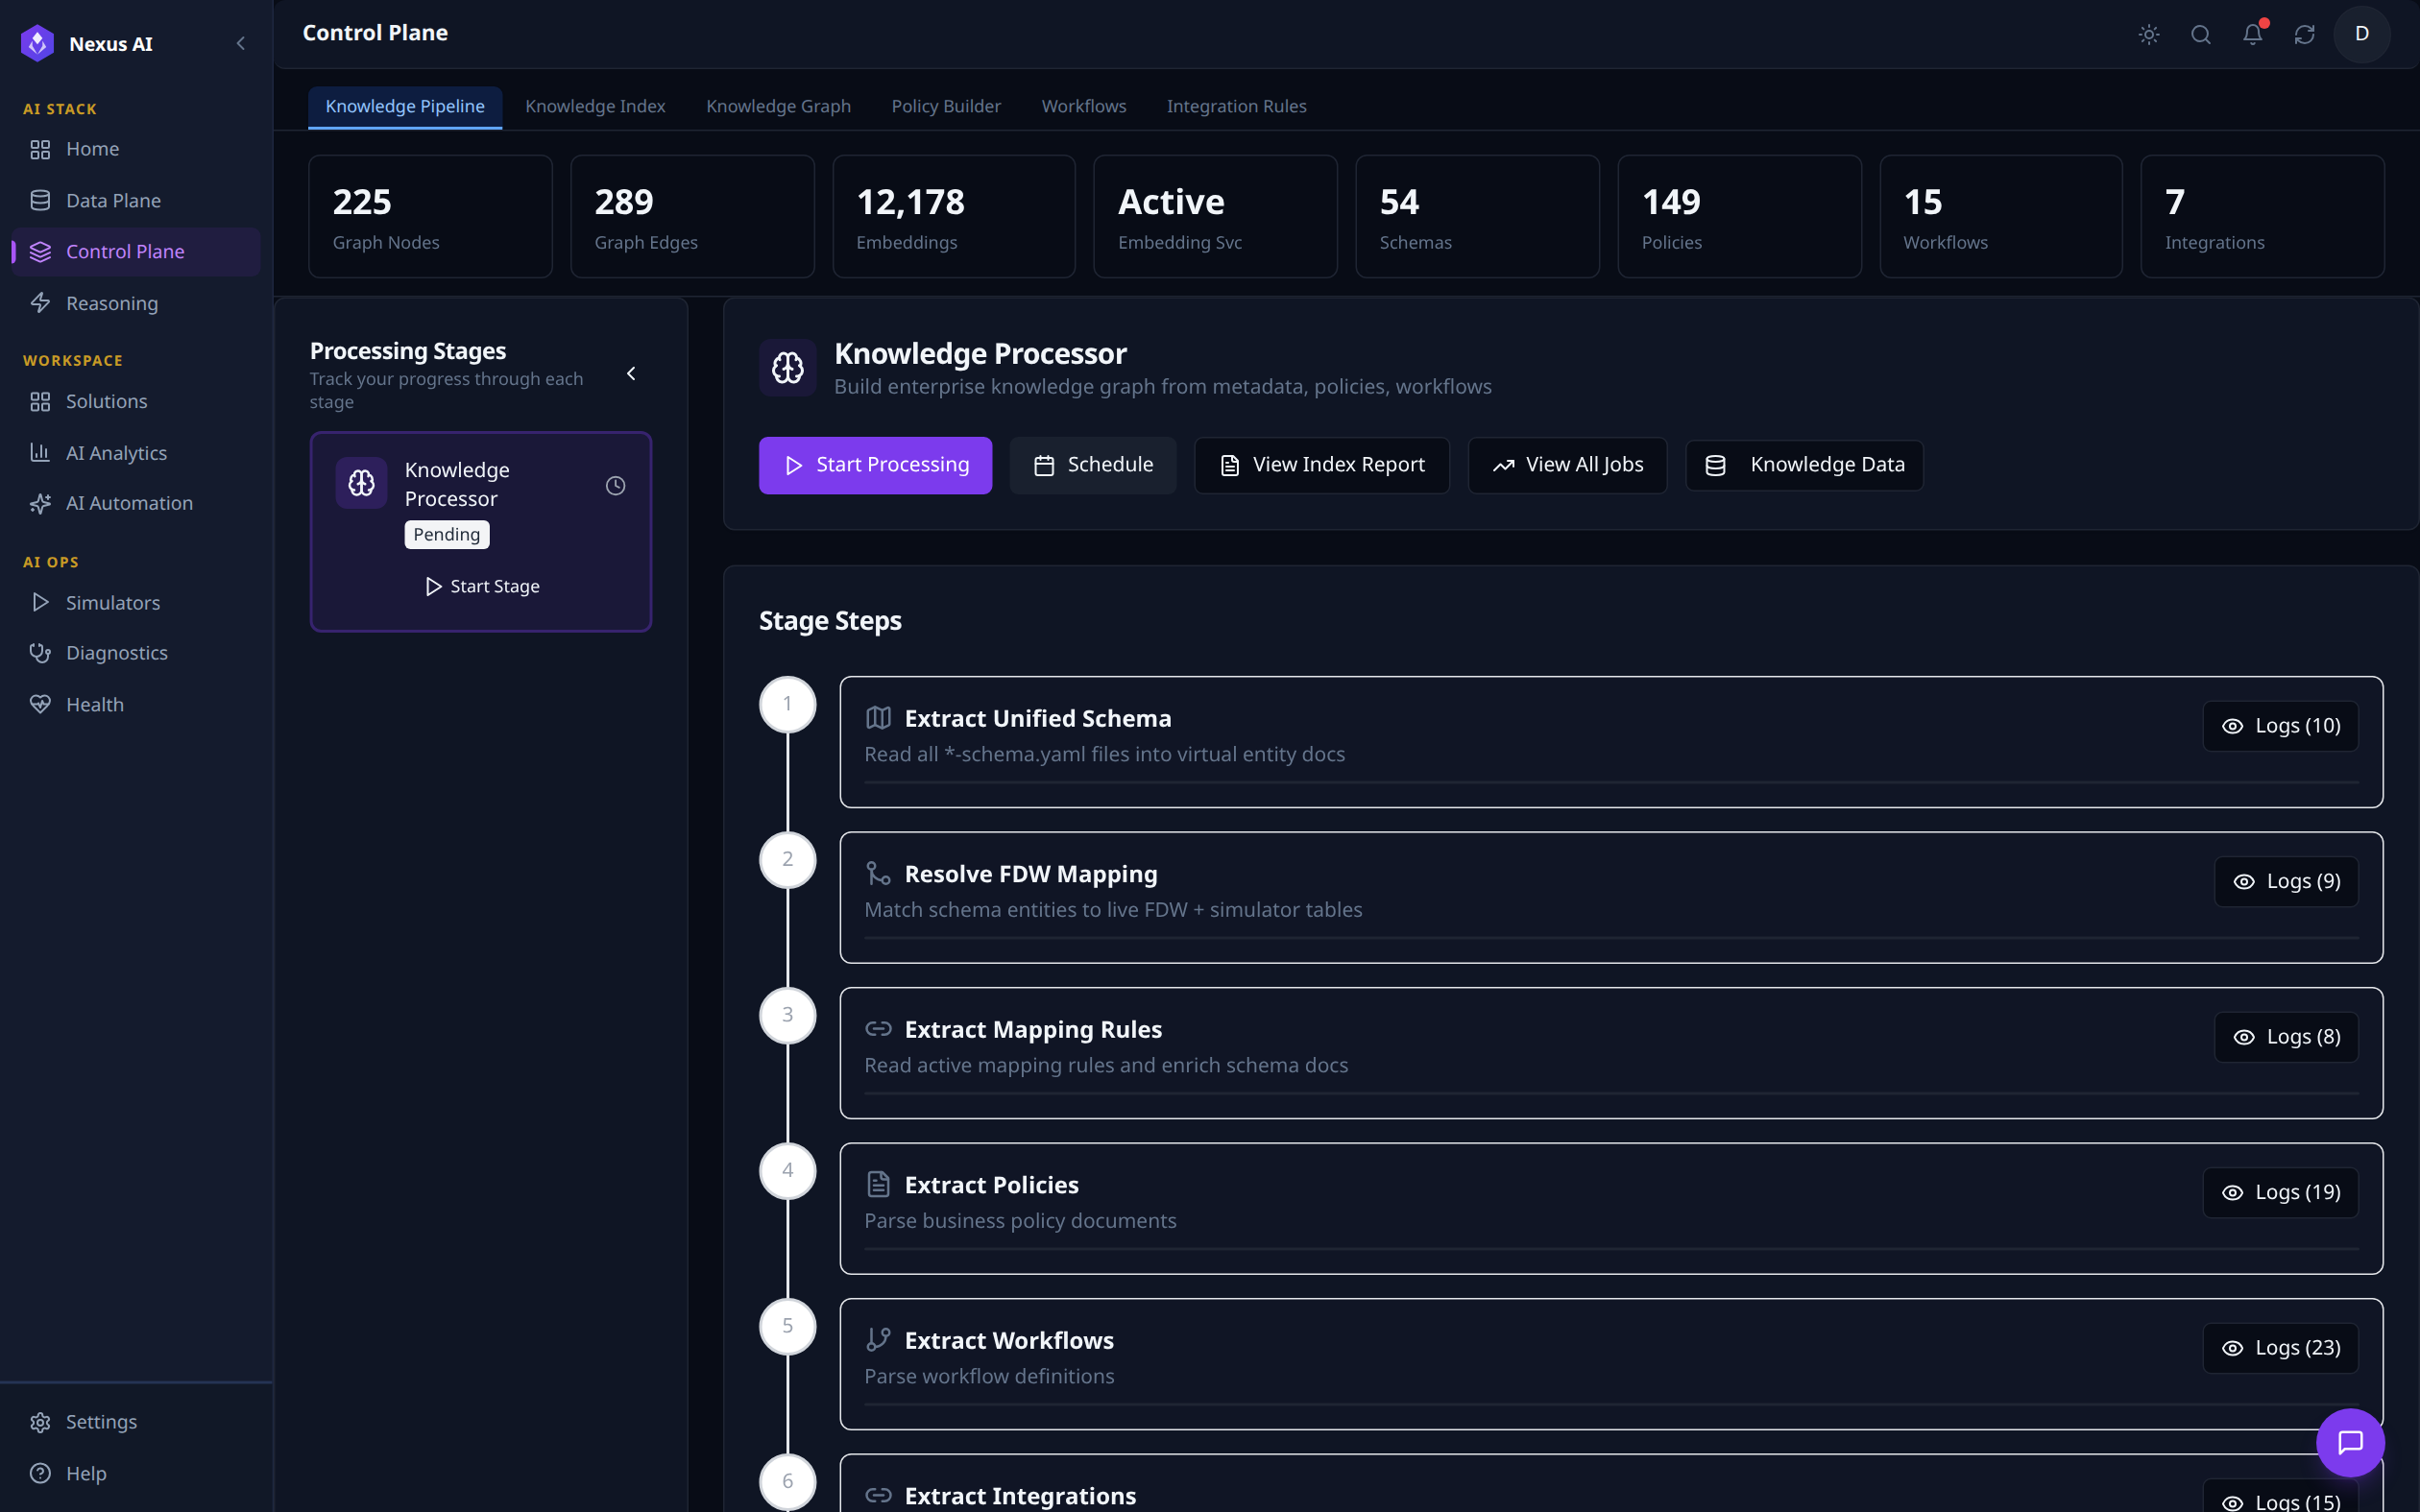 Nexus AI
AI STACK
Home
Data Plane
Control Plane
Reasoning
WORKSPACE
Solutions
AI Analytics
AI Automation
AI OPS
Simulators
Diagnostics
Health
Settings
Help
Control Plane
D
Knowledge Pipeline
Knowledge Index
Knowledge Graph
Policy Builder
Workflows
Integration Rules
225
Graph Nodes
289
Graph Edges
12,178
Embeddings
Active
Embedding Svc
54
Schemas
149
Policies
15
Workflows
7
Integrations
Processing Stages
Track your progress through each
stage
Knowledge
Processor
Pending
Start Stage
Knowledge Processor
Build enterprise knowledge graph from metadata, policies, workflows
Start Processing
Schedule
View Index Report
View All Jobs
Knowledge Data
Stage Steps
1
Extract Unified Schema
Read all *-schema.yaml files into virtual entity docs
Logs (10)
2
Resolve FDW Mapping
Match schema entities to live FDW + simulator tables
Logs (9)
3
Extract Mapping Rules
Read active mapping rules and enrich schema docs
Logs (8)
4
Extract Policies
Parse business policy documents
Logs (19)
5
Extract Workflows
Parse workflow definitions
Logs (23)
6
Extract Integrations
Logs (15)